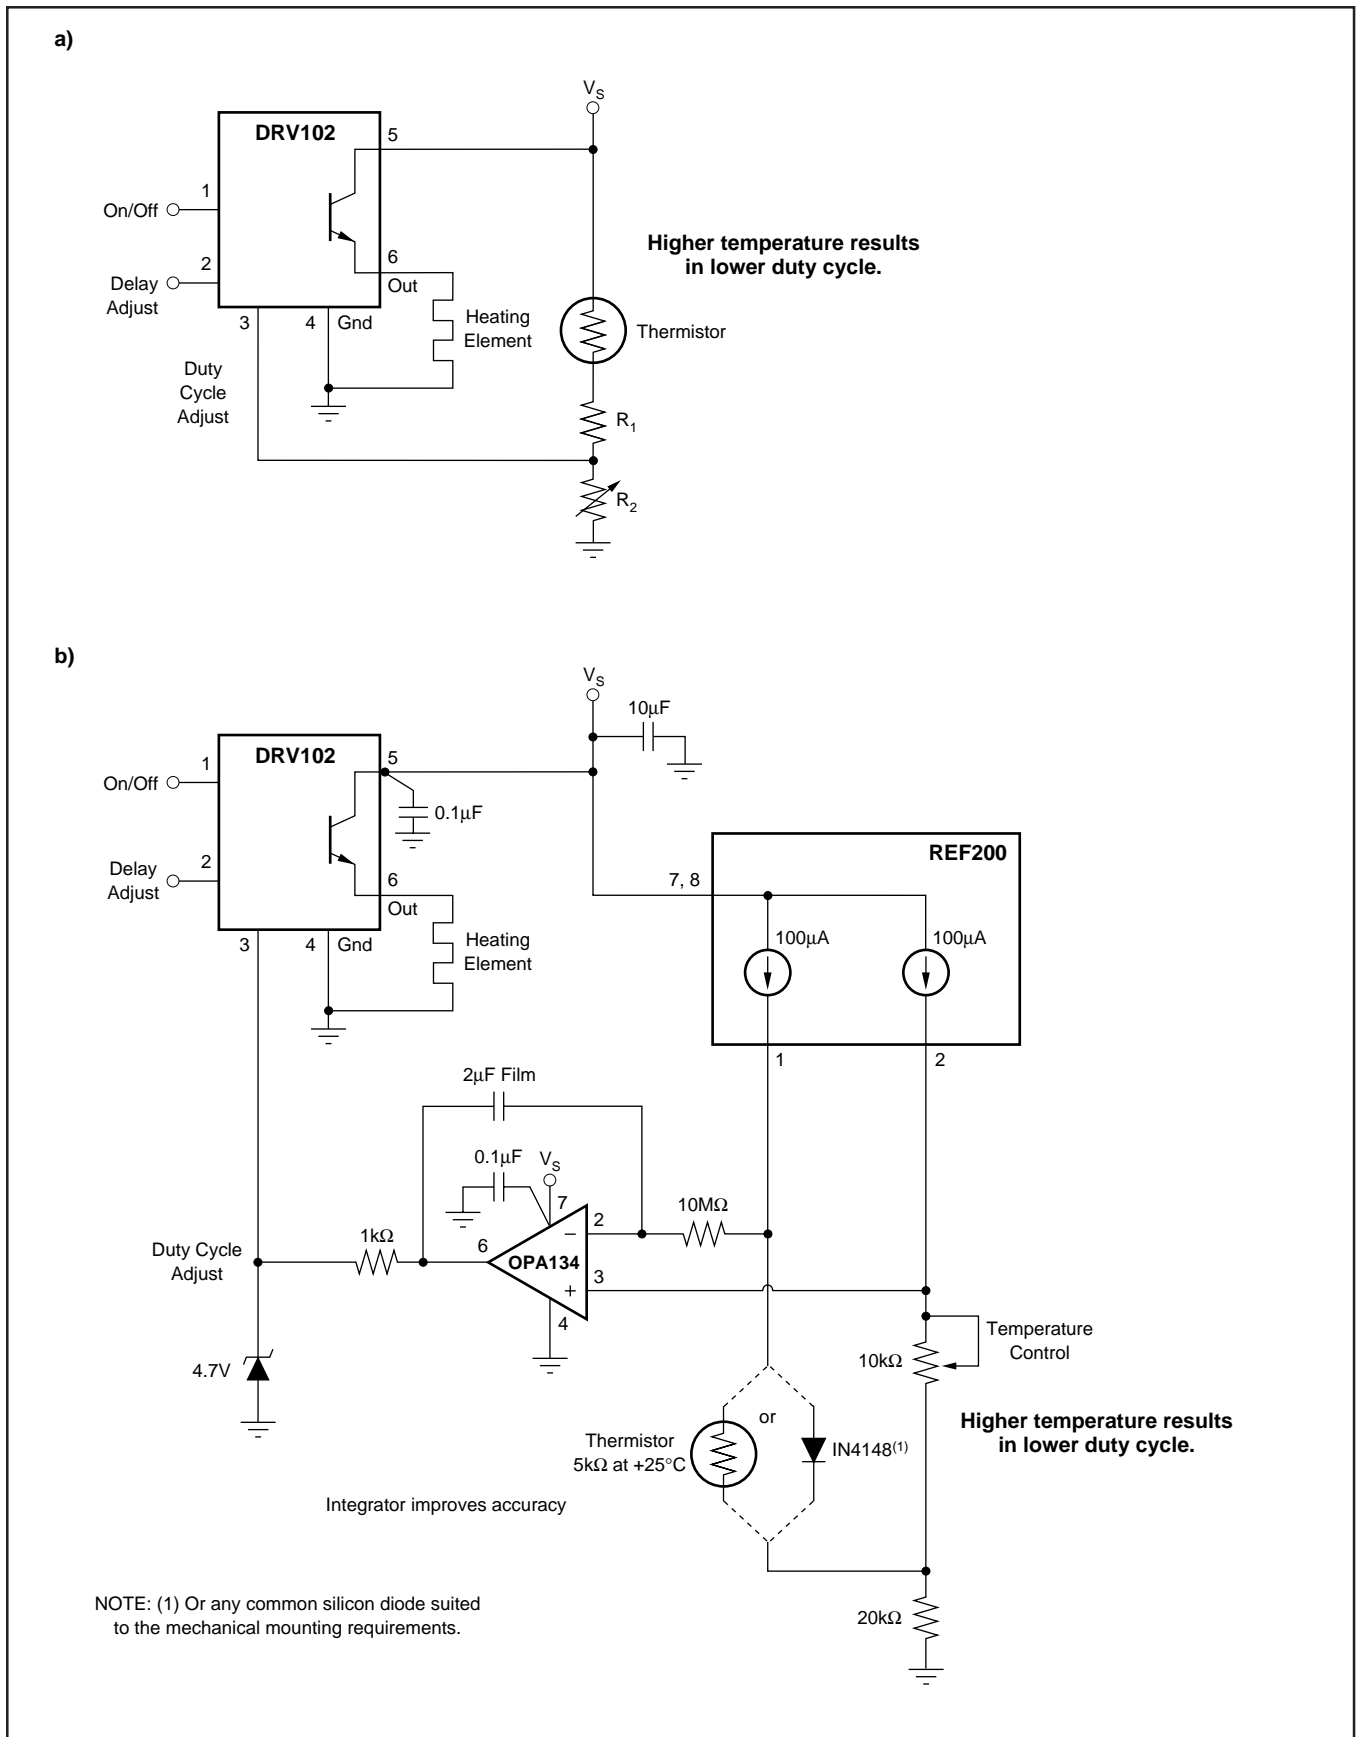 a)
V_S
DRV102
5
1
On/Off
2
Delay
Adjust
6
Out
3
4
Gnd
Heating
Element
Duty
Cycle
Adjust
Higher temperature results
in lower duty cycle.
Thermistor
R_1
R_2
b)
V_S
10μF
DRV102
5
1
On/Off
0.1μF
2
Delay
Adjust
6
Out
3
4
Gnd
Heating
Element
REF200
7, 8
100μA
100μA
1
2
2μF Film
0.1μF
V_S
7
2
10MΩ
1kΩ
6
–
OPA134
3
+
4
Duty Cycle
Adjust
4.7V
Temperature
Control
10kΩ
or
Thermistor
5kΩ at +25°C
IN4148(1)
Higher temperature results
in lower duty cycle.
Integrator improves accuracy
20kΩ
NOTE: (1) Or any common silicon diode suited
to the mechanical mounting requirements.